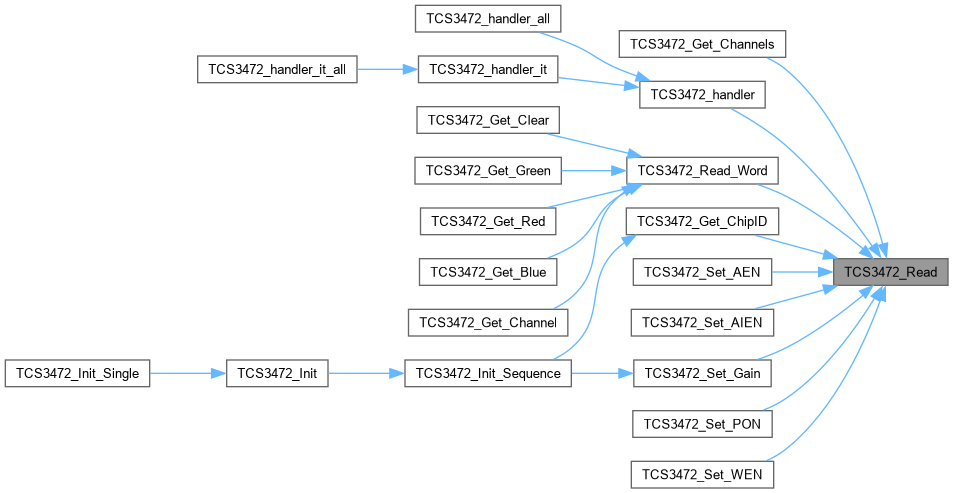 TCS3472_handler_all
TCS3472_Get_Channels
TCS3472_handler_it_all
TCS3472_handler_it
TCS3472_handler
TCS3472_Get_Clear
TCS3472_Get_Green
TCS3472_Read_Word
TCS3472_Get_Red
TCS3472_Get_ChipID
TCS3472_Get_Blue
TCS3472_Set_AEN
TCS3472_Read
TCS3472_Get_Channel
TCS3472_Set_AIEN
TCS3472_Init_Single
TCS3472_Init
TCS3472_Init_Sequence
TCS3472_Set_Gain
TCS3472_Set_PON
TCS3472_Set_WEN